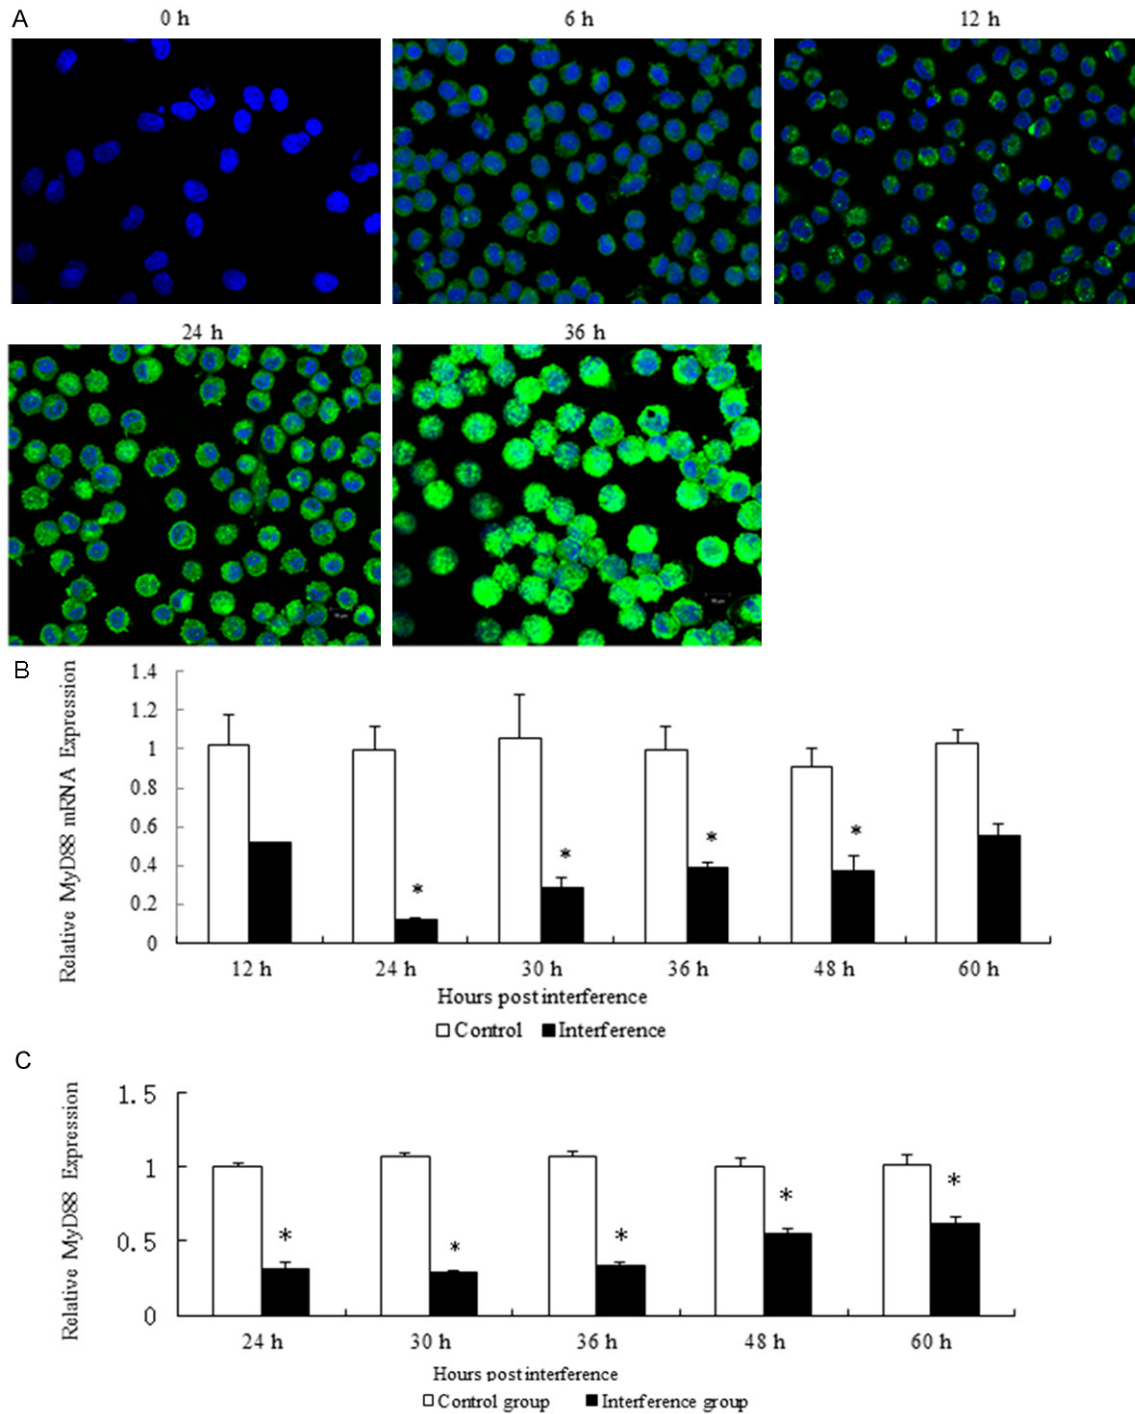 A
0 h
6 h
12 h
24 h
36 h
B
Relative MyD88 mRNA Expression
1.4
1.2
1
0.8
0.6
0.4
0.2
0
*
*
*
*
12 h 24 h 30 h 36 h 48 h 60 h
Hours post interference
Control Interference
C
Relative MyD88 Expression
1.5
1
0.5
0
*
*
*
*
*
24 h 30 h 36 h 48 h 60 h
Hours post interference
Control group Interference group